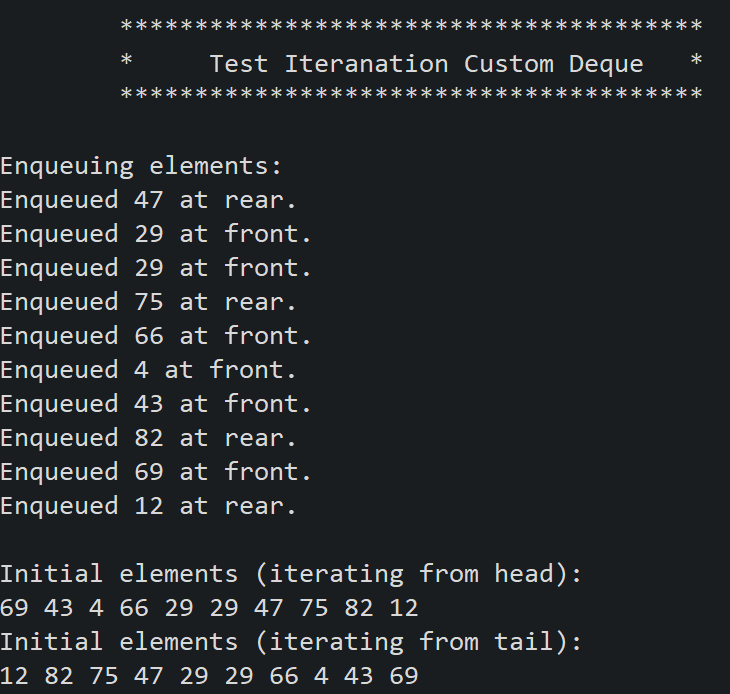 ***************************************
*     Test Iteranation Custom Deque   *
***************************************
Enqueuing elements:
Enqueued 47 at rear.
Enqueued 29 at front.
Enqueued 29 at front.
Enqueued 75 at rear.
Enqueued 66 at front.
Enqueued 4 at front.
Enqueued 43 at front.
Enqueued 82 at rear.
Enqueued 69 at front.
Enqueued 12 at rear.
Initial elements (iterating from head):
69 43 4 66 29 29 47 75 82 12
Initial elements (iterating from tail):
12 82 75 47 29 29 66 4 43 69